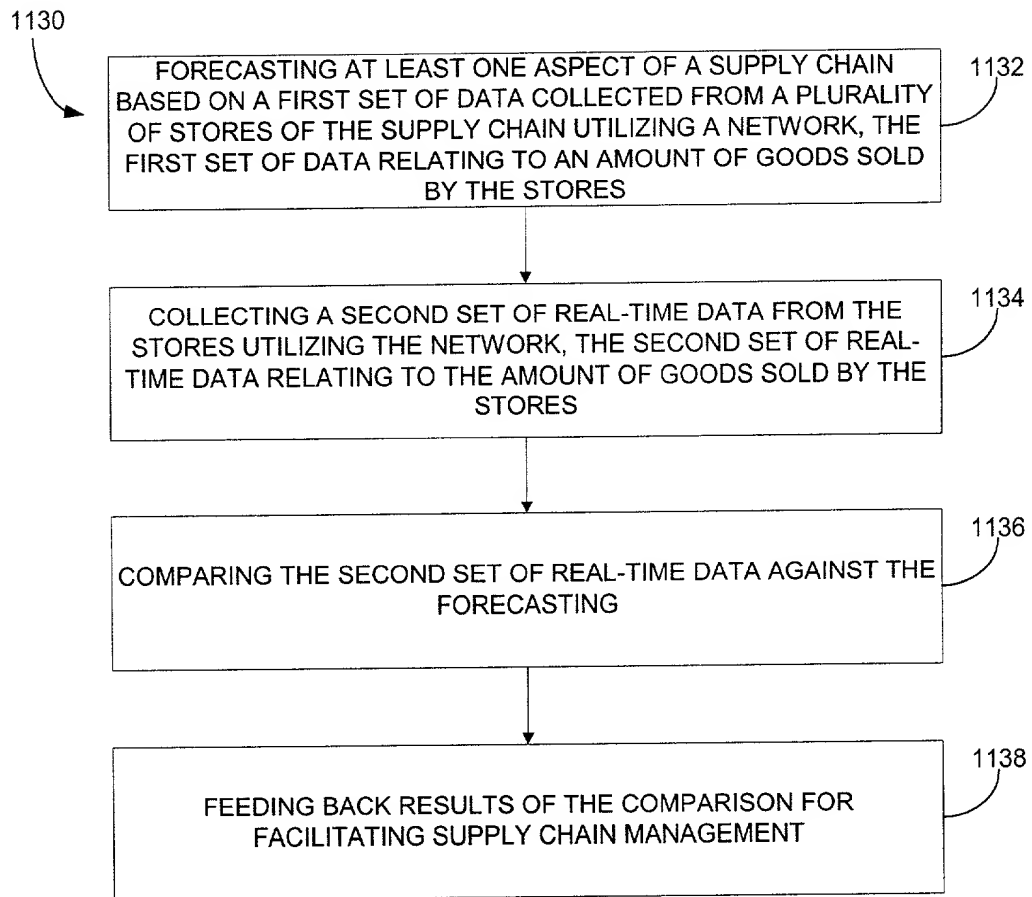 1130
FORECASTING AT LEAST ONE ASPECT OF A SUPPLY CHAIN
BASED ON A FIRST SET OF DATA COLLECTED FROM A PLURALITY
OF STORES OF THE SUPPLY CHAIN UTILIZING A NETWORK, THE
FIRST SET OF DATA RELATING TO AN AMOUNT OF GOODS SOLD
BY THE STORES
1132
COLLECTING A SECOND SET OF REAL-TIME DATA FROM THE
STORES UTILIZING THE NETWORK, THE SECOND SET OF REAL-
TIME DATA RELATING TO THE AMOUNT OF GOODS SOLD BY THE
STORES
1134
COMPARING THE SECOND SET OF REAL-TIME DATA AGAINST THE
FORECASTING
1136
FEEDING BACK RESULTS OF THE COMPARISON FOR
FACILITATING SUPPLY CHAIN MANAGEMENT
1138